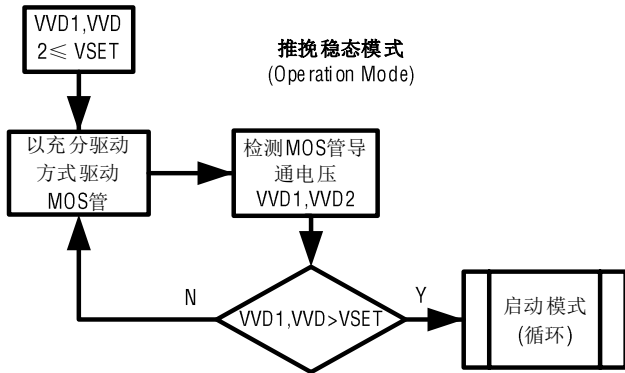 VVD1,VVD
2≤ VSET
推挽稳态模式
(Operation Mode)
以充分驱动
方式驱动
MOS管
检测MOS管导
通电压
VVD1,VVD2
N
VVD1,VVD>VSET
Y
启动模式
(循环)